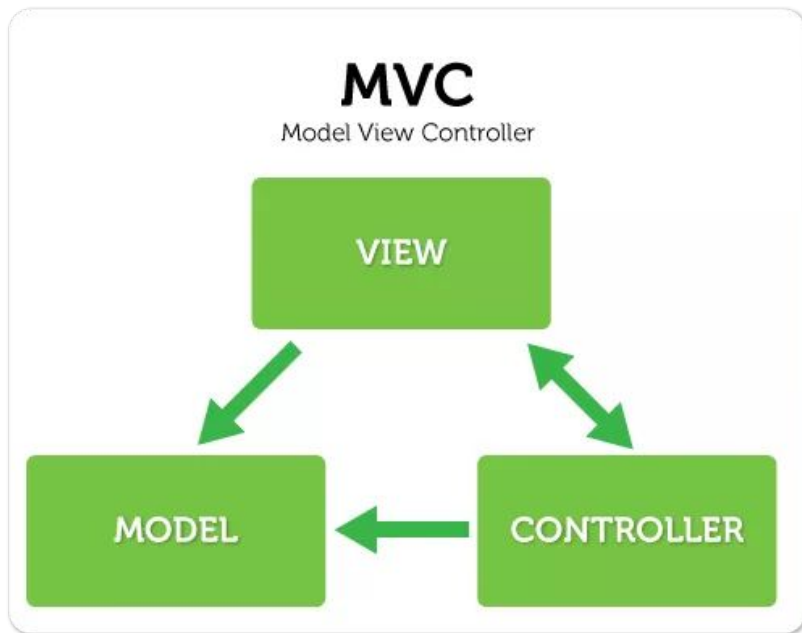 MVC
Model View Controller
VIEW
MODEL
CONTROLLER